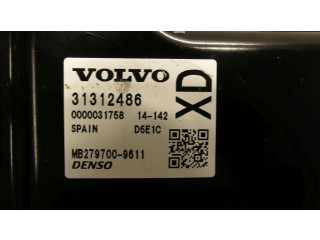 VOLVO
XD
31312486
0000031758 14-142
SPAIN D5E1C
MB279700-9611
DENSO